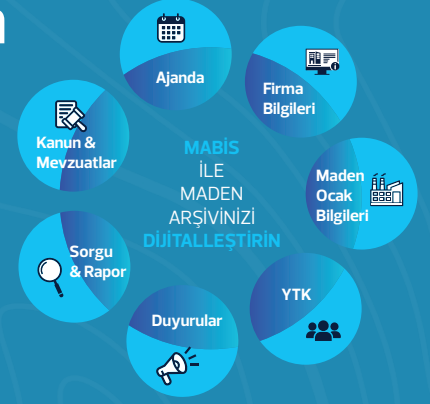 Ajanda
Firma
Bilgileri
Kanun &
Mevzuatlar
MABİS
İLE
MADEN
ARŞİVİNİZİ
DİJİTALLEŞTİRİN
Maden
Ocak
Bilgileri
Sorgu
& Rapor
YTK
Duyurular